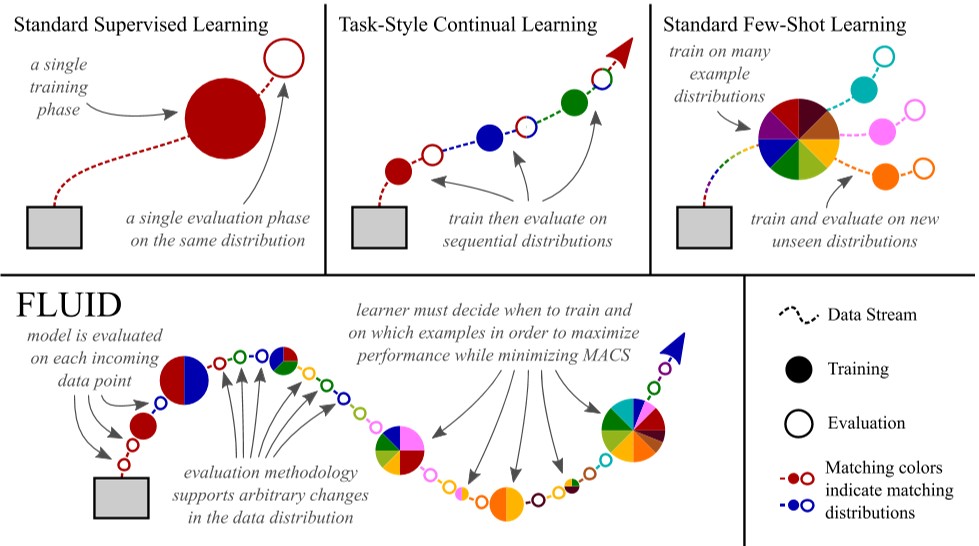 Standard Supervised Learning
a single
training
phase
a single evaluation phase
on the same distribution
Task-Style Continual Learning
train then evaluate on
sequential distributions
Standard Few-Shot Learning
train on many
example
distributions
train and evaluate on new
unseen distributions
FLUID
model is evaluated
on each incoming
data point
evaluation methodology
supports arbitrary changes
in the data distribution
learner must decide when to train and
on which examples in order to maximize
performance while minimizing MACS
Data Stream
Training
Evaluation
Matching colors
indicate matching
distributions